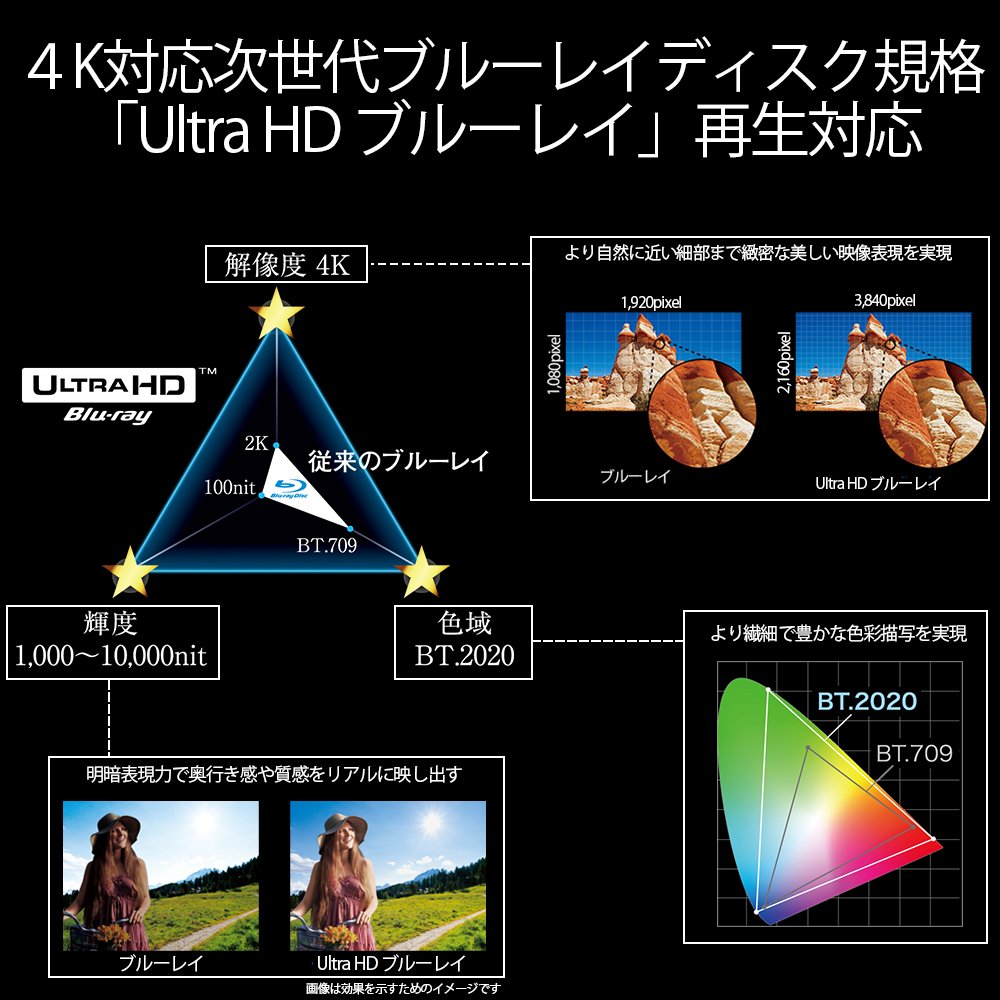 ４K対応次世代ブルーレイディスク規格
「Ultra HD ブルーレイ」再生対応
解像度 4K
より自然に近い細部まで緻密な美しい映像表現を実現
1,920pixel
1,080pixel
ブルーレイ
3,840pixel
2,160pixel
Ultra HD ブルーレイ
ULTRA HD™
Blu-ray
2K
従来のブルーレイ
100nit
Blu-ray Disc
BT.709
輝度
1,000〜10,000nit
色域
BT.2020
より繊細で豊かな色彩描写を実現
BT.2020
BT.709
明暗表現力で奥行き感や質感をリアルに映し出す
ブルーレイ
Ultra HD ブルーレイ
画像は効果を示すためのイメージです